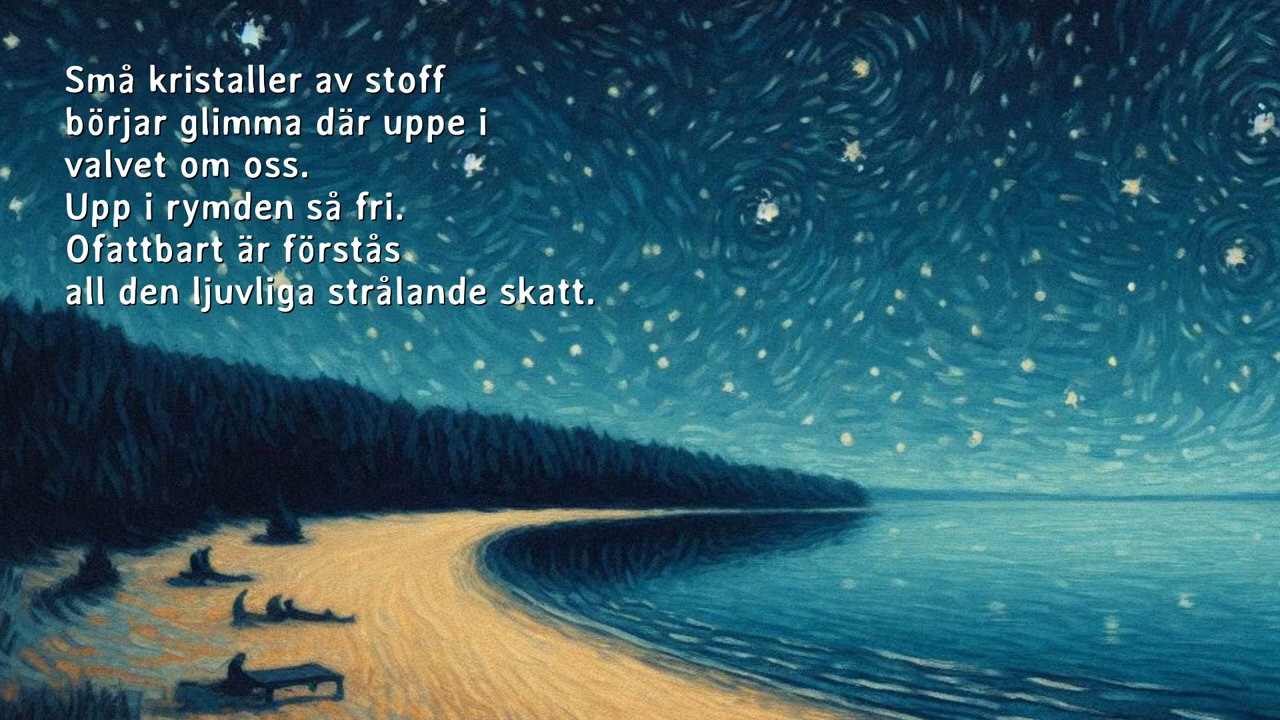 Små kristaller av stoff
börjar glimma där uppe i
valvet om oss.
Upp i rymden så fri.
Ofattbart är förstås
all den ljuvliga strålande skatt.